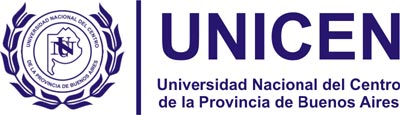 UNIVERSIDAD NACIONAL DEL CENTRO
DE LA PROVINCIA DE BUENOS AIRES
UNICEN
Universidad Nacional del Centro
de la Provincia de Buenos Aires